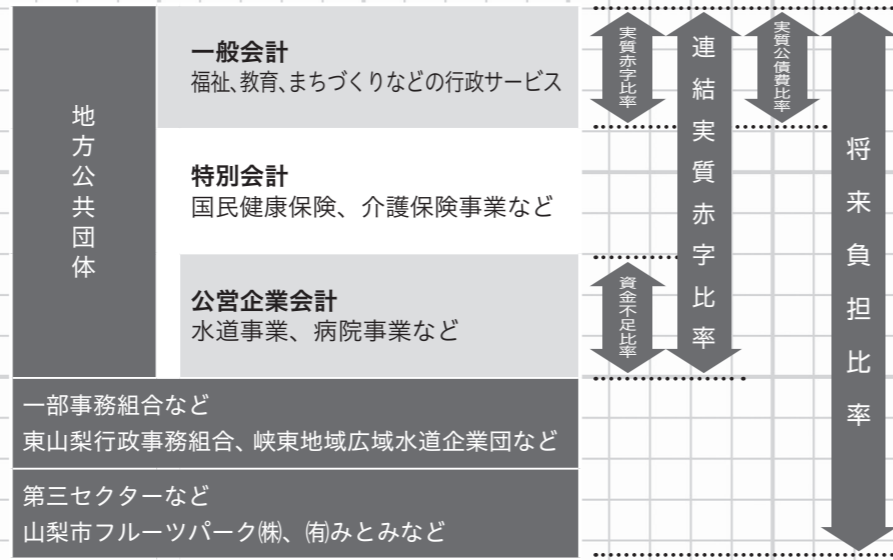 地方公共団体
一般会計
福祉、教育、まちづくりなどの行政サービス
特別会計
国民健康保険、介護保険事業など
公営企業会計
水道事業、病院事業など
一部事務組合など
東山梨行政事務組合、峡東地域広域水道企業団など
第三セクターなど
山梨市フルーツパーク㈱、㈲みとみなど
実質赤字比率
資金不足比率
連結実質赤字比率
実質公債費比率
将来負担比率